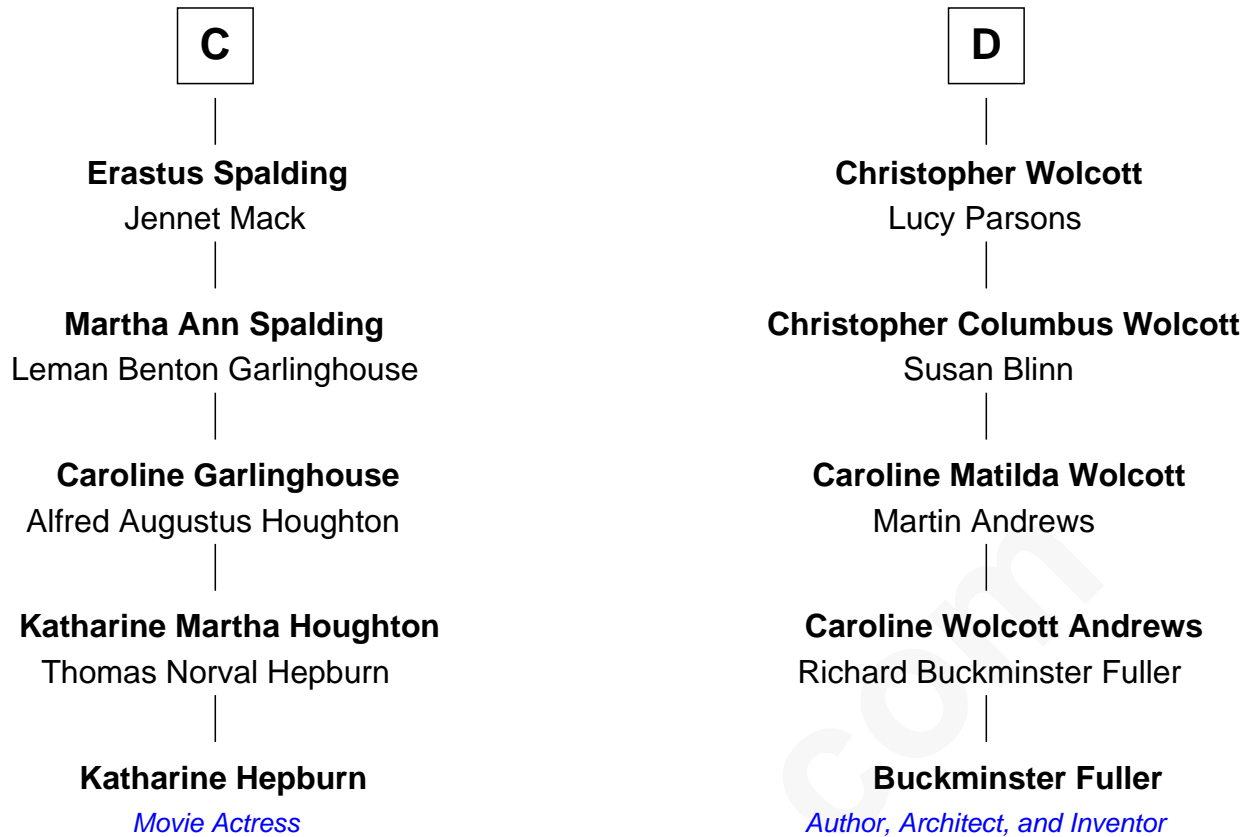 C
Erastus Spalding
Jennet Mack
Martha Ann Spalding
Leman Benton Garlinghouse
Caroline Garlinghouse
Alfred Augustus Houghton
Katharine Martha Houghton
Thomas Norval Hepburn
Katharine Hepburn
Movie Actress
D
Christopher Wolcott
Lucy Parsons
Christopher Columbus Wolcott
Susan Blinn
Caroline Matilda Wolcott
Martin Andrews
Caroline Wolcott Andrews
Richard Buckminster Fuller
Buckminster Fuller
Author, Architect, and Inventor
com